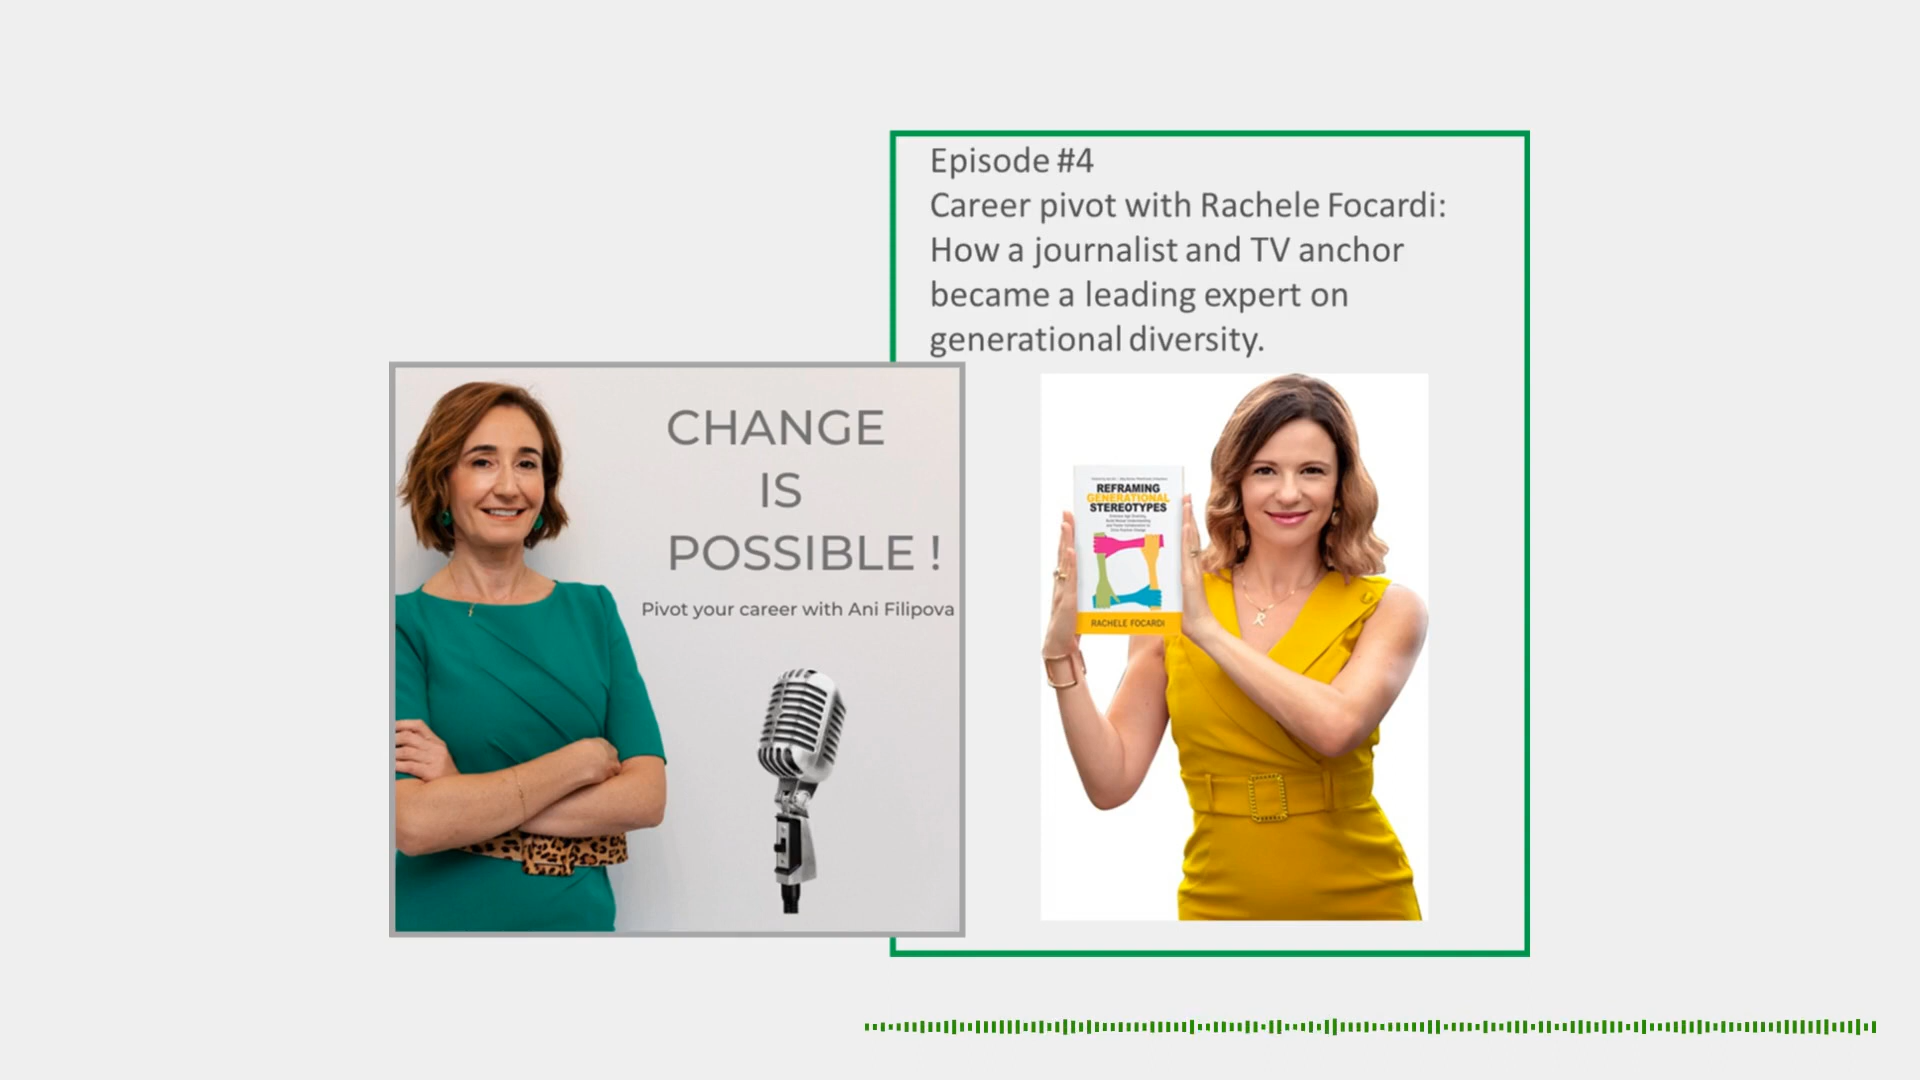 Episode #4
Career pivot with Rachele Focardi:
How a journalist and TV anchor
became a leading expert on
generational diversity.
CHANGE
IS
POSSIBLE !
Pivot your career with Ani Filipova
REFRAMING
GENERATIONAL
STEREOTYPES
RACHELE FOCARDI